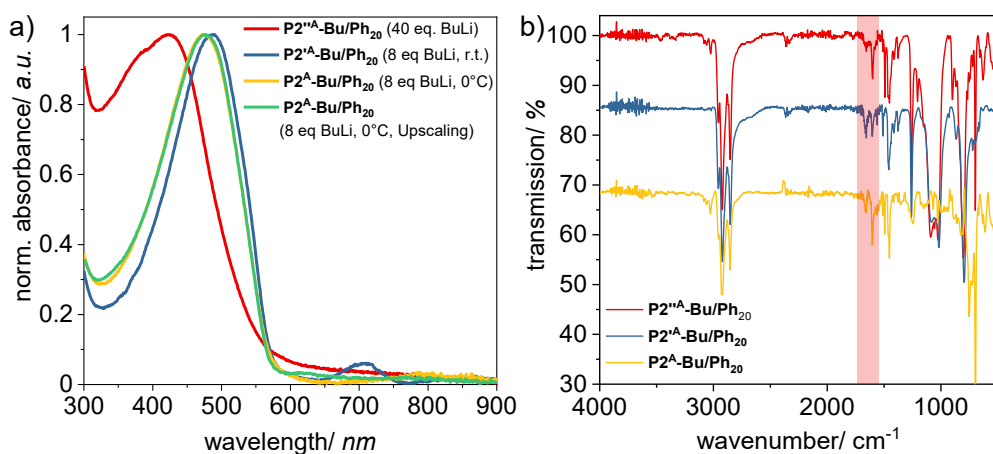 a)
norm. absorbance/ a.u.
1
0.8
0.6
0.4
0.2
0
300 400 500 600 700 800 900
wavelength/ nm
P2''ᴬ-Bu/Ph₂₀ (40 eq. BuLi)
P2'ᴬ-Bu/Ph₂₀ (8 eq BuLi, r.t.)
P2ᴬ-Bu/Ph₂₀ (8 eq BuLi, 0°C)
P2ᴬ-Bu/Ph₂₀
(8 eq BuLi, 0°C, Upscaling)
b)
transmission/ %
100
90
80
70
60
50
40
30
4000 3000 2000 1000
wavenumber/ cm⁻¹
P2''ᴬ-Bu/Ph₂₀
P2'ᴬ-Bu/Ph₂₀
P2ᴬ-Bu/Ph₂₀